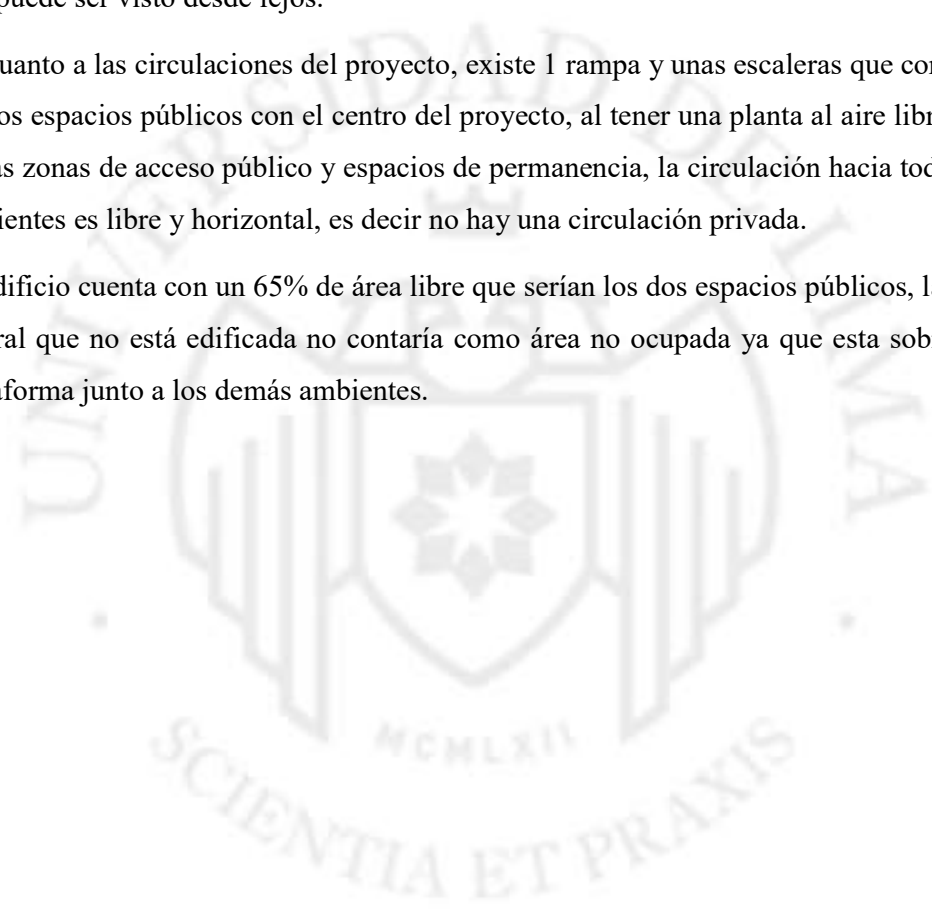 puede ser visto desde lejos.
uanto a las circulaciones del proyecto, existe 1 rampa y unas escaleras que co
os espacios públicos con el centro del proyecto, al tener una planta al aire libr
as zonas de acceso público y espacios de permanencia, la circulación hacia tod
ientes es libre y horizontal, es decir no hay una circulación privada.
dificio cuenta con un 65% de área libre que serían los dos espacios públicos, l
ral que no está edificada no contaría como área no ocupada ya que esta sob
aforma junto a los demás ambientes.
UNIVERSIDAD DE LIMA
MCMLXII
SCIENTIA ET PRAXIS